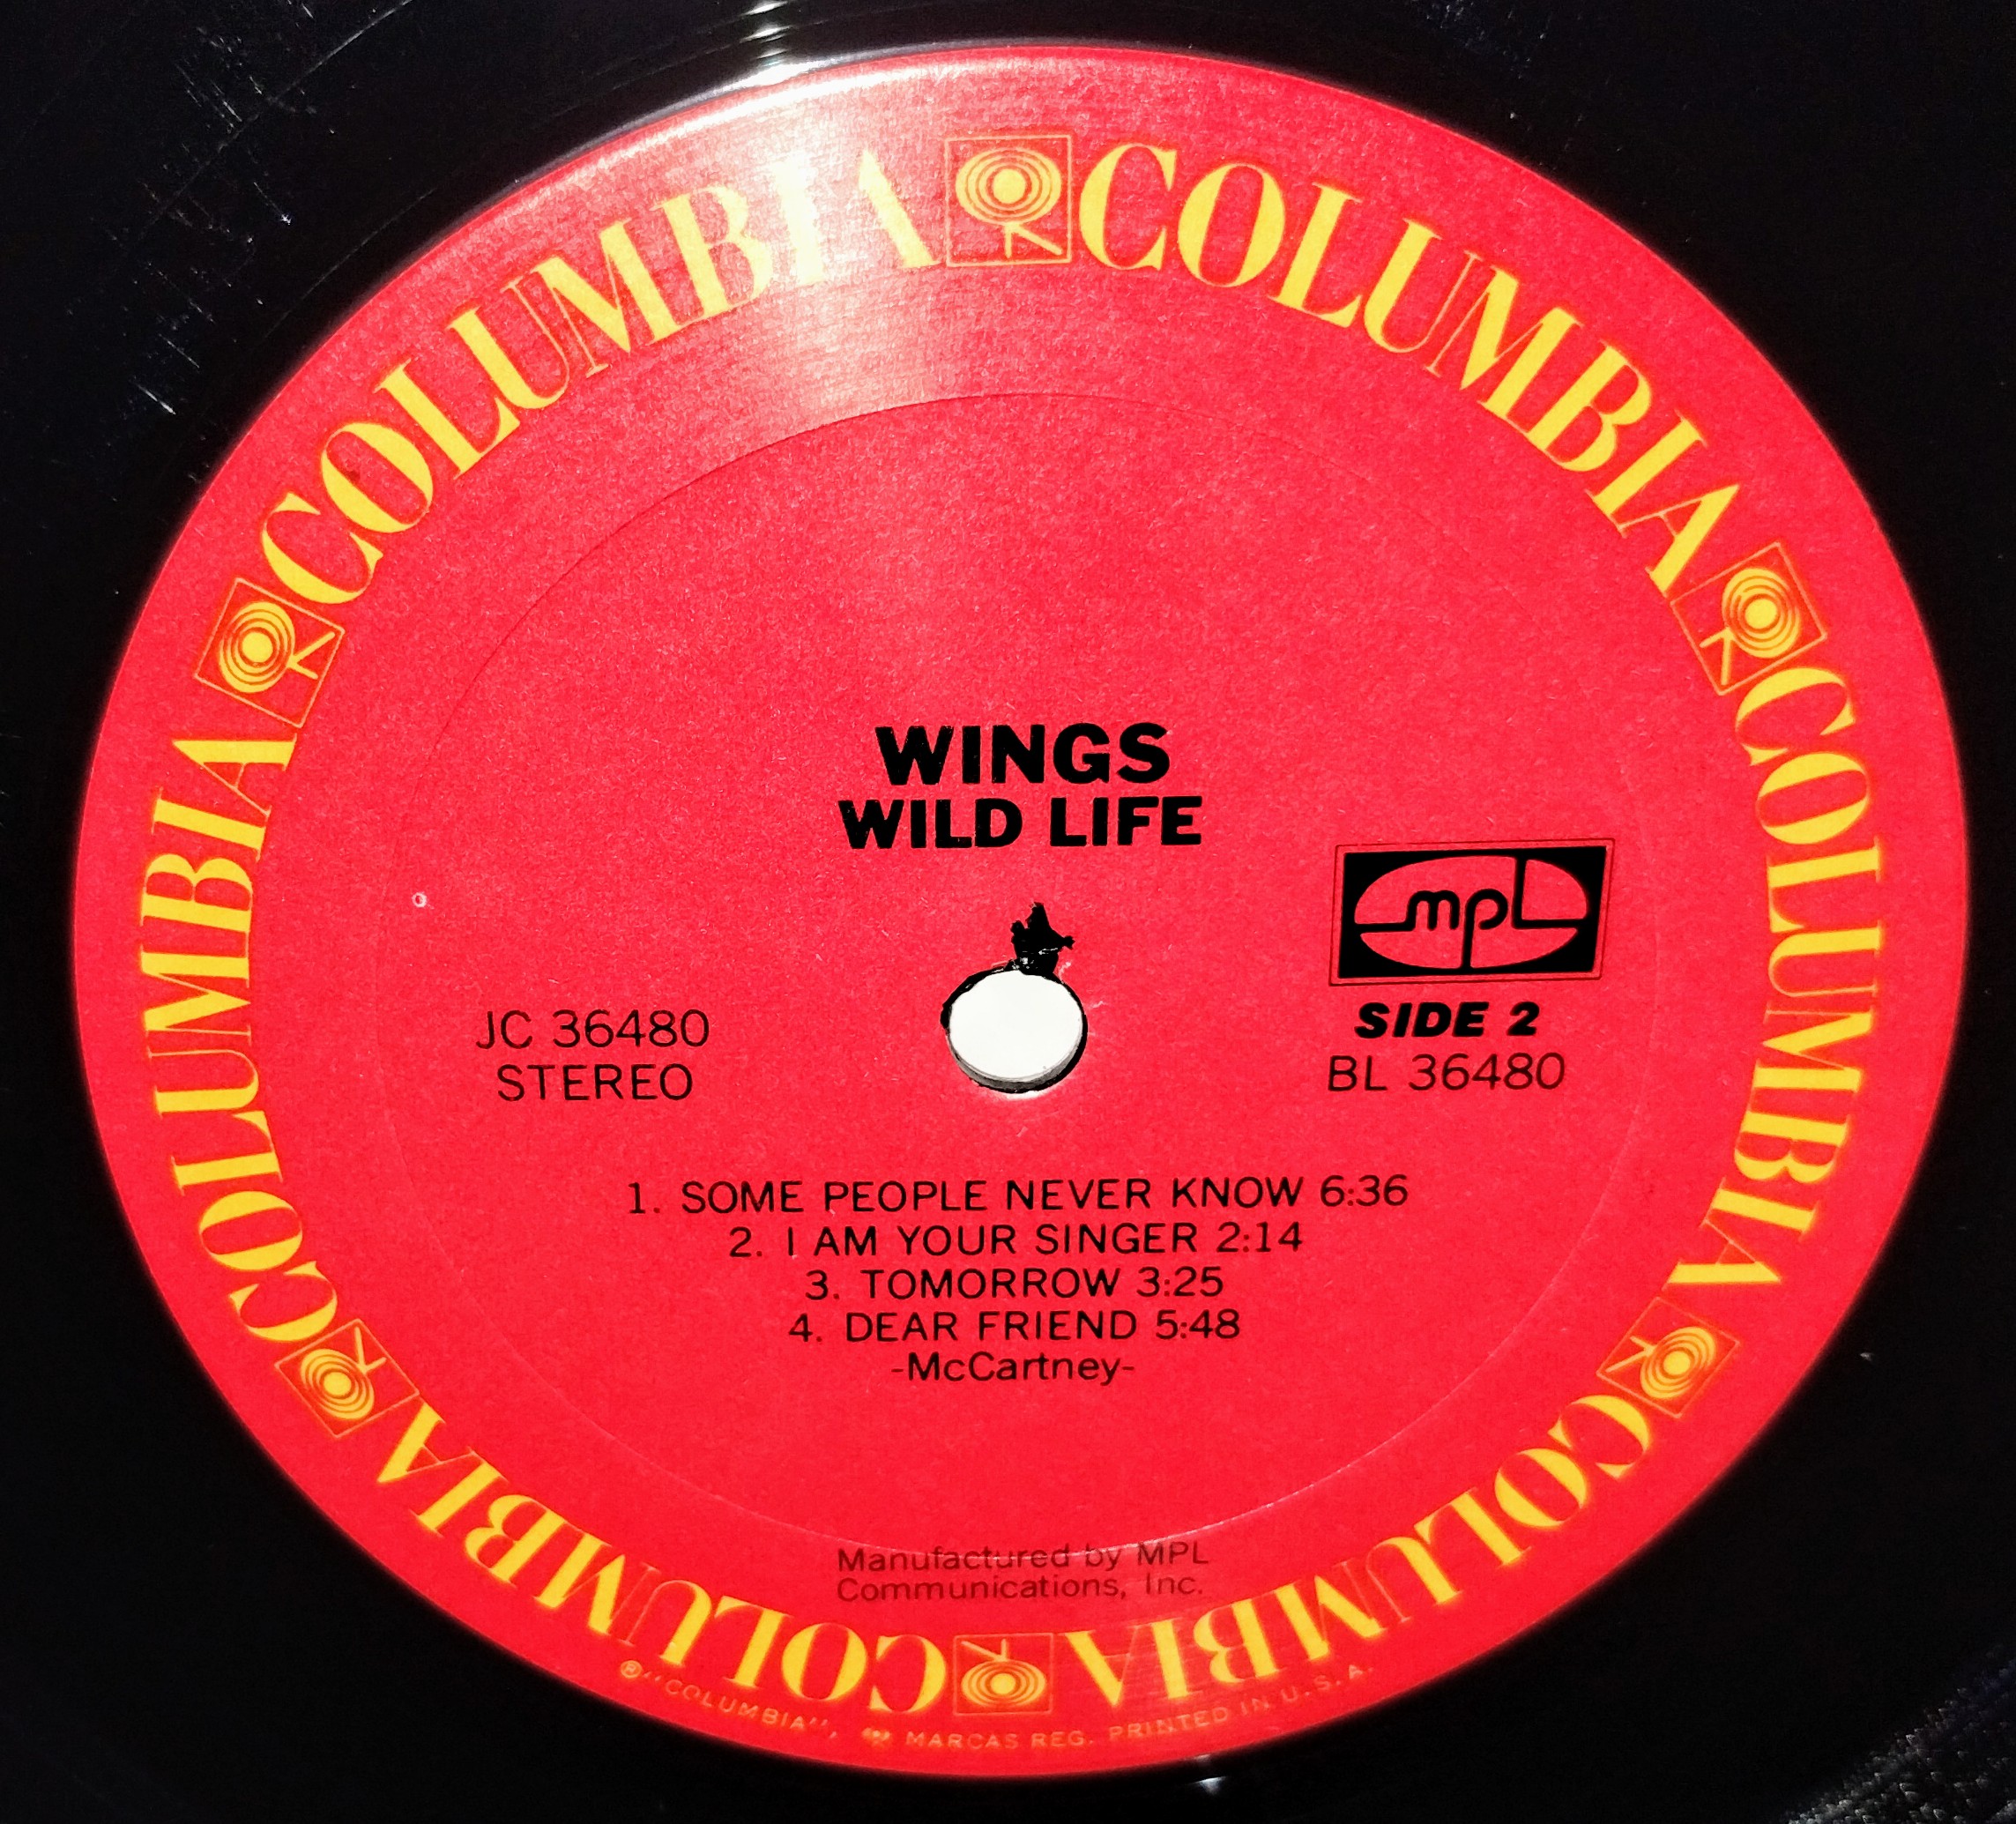 COLUMBIA COLUMBIA COLUMBIA COLUMBIA COLUMBIA COLUMBIA
WINGS
WILD LIFE
mpl
JC 36480
STEREO
SIDE 2
BL 36480
1. SOME PEOPLE NEVER KNOW 6:36
2. I AM YOUR SINGER 2:14
3. TOMORROW 3:25
4. DEAR FRIEND 5:48
-McCartney-
Manufactured by MPL
Communications, Inc.
® "COLUMBIA", MARCAS REG. PRINTED IN U.S.A.